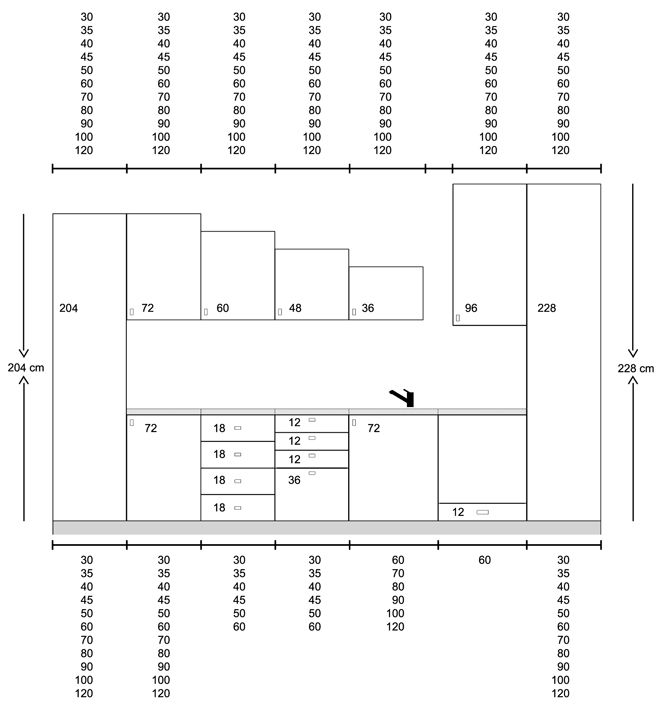 30 30 30 30 30 30 30
35 35 35 35 35 35 35
40 40 40 40 40 40 40
45 45 45 45 45 45 45
50 50 50 50 50 50 50
60 60 60 60 60 60 60
70 70 70 70 70 70 70
80 80 80 80 80 80 80
90 90 90 90 90 90 90
100 100 100 100 100 100 100
120 120 120 120 120 120 120
204 72 60 48 36 96 228
204 cm 228 cm
72 18 12 72
12
18 12
18 36
18 12
30 30 30 30 60 60 30
35 35 35 35 70 35
40 40 40 40 80 40
45 45 45 45 90 45
50 50 50 50 100 50
60 60 60 60 120 60
70 70 70
80 80 80
90 90 90
100 100 100
120 120 120